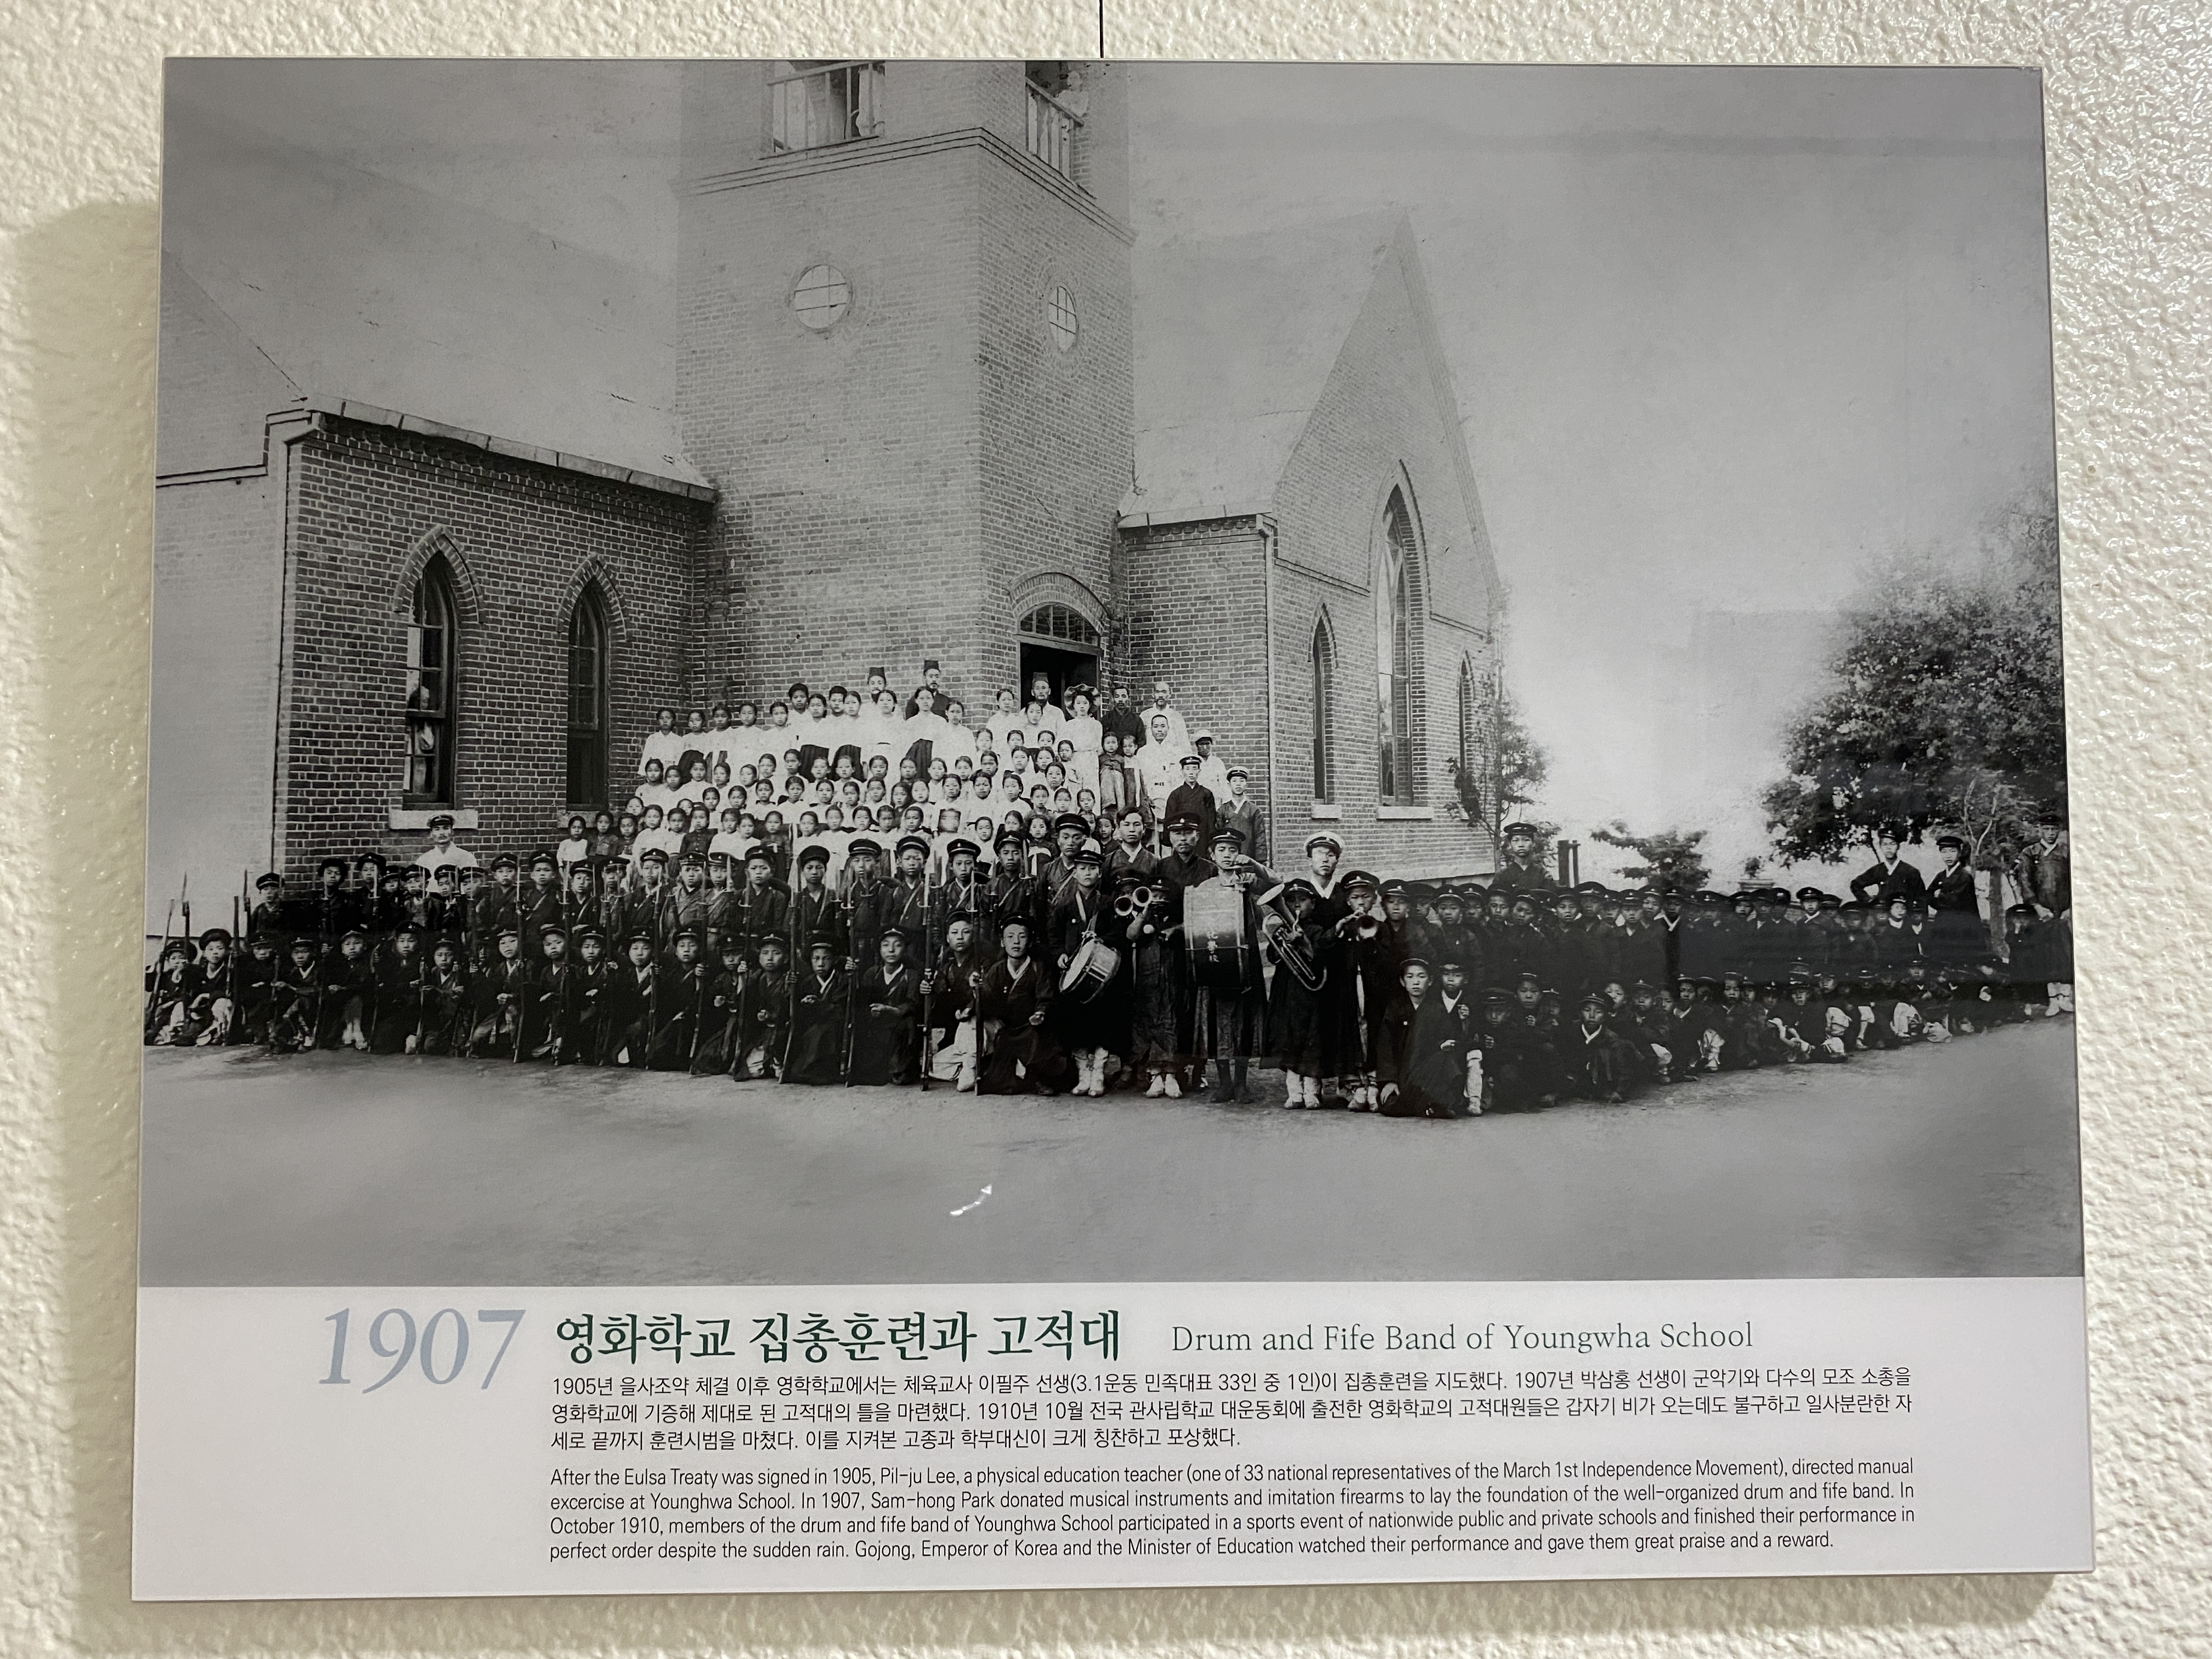 1907 영화학교 집총훈련과 고적대 Drum and Fife Band of Youngwha School
1905년 을사조약 체결 이후 영학학교에서는 체육교사 이필주 선생(3.1운동 민족대표 33인 중 1인)이 집총훈련을 지도했다. 1907년 박삼홍 선생이 군악기와 다수의 모조 소총을
영화학교에 기증해 제대로 된 고적대의 틀을 마련했다. 1910년 10월 전국 관사립학교 대운동회에 출전한 영화학교의 고적대원들은 갑자기 비가 오는데도 불구하고 일사분란한 자
세로 끝까지 훈련시범을 마쳤다. 이를 지켜본 고종과 학부대신이 크게 칭찬하고 포상했다.
After the Eulsa Treaty was signed in 1905, Pil-ju Lee, a physical education teacher (one of 33 national representatives of the March 1st Independence Movement), directed manual
excercise at Younghwa School. In 1907, Sam-hong Park donated musical instruments and imitation firearms to lay the foundation of the well-organized drum and fife band. In
October 1910, members of the drum and fife band of Younghwa School participated in a sports event of nationwide public and private schools and finished their performance in
perfect order despite the sudden rain. Gojong, Emperor of Korea and the Minister of Education watched their performance and gave them great praise and a reward.